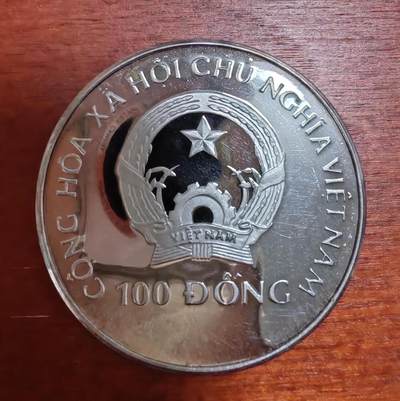 CỘNG HÒA XÃ HỘI CHỦ NGHĨA VIỆT NAM
VIỆT NAM
100 ĐỒNG